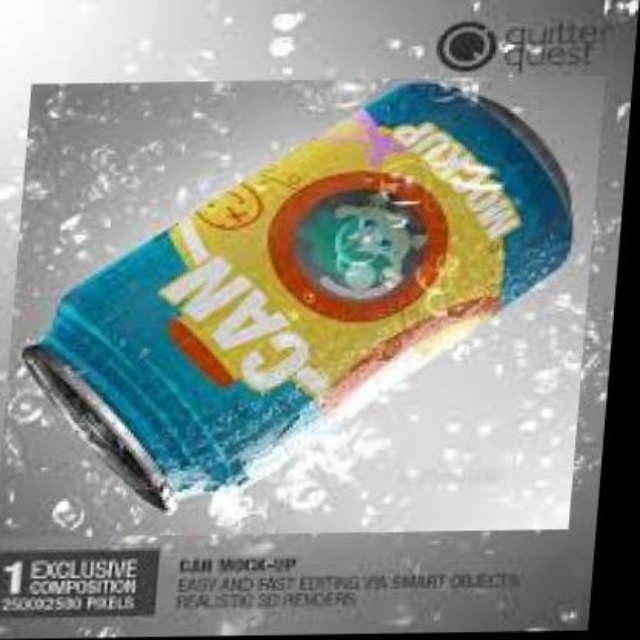 quitter
quest
MOCKUP
CAN
1 EXCLUSIVE
COMPOSITION
2500X2500 PIXELS
CAN MOCK-UP
EASY AND FAST EDITING VIA SMART OBJECTS
REALISTIC 3D RENDERS